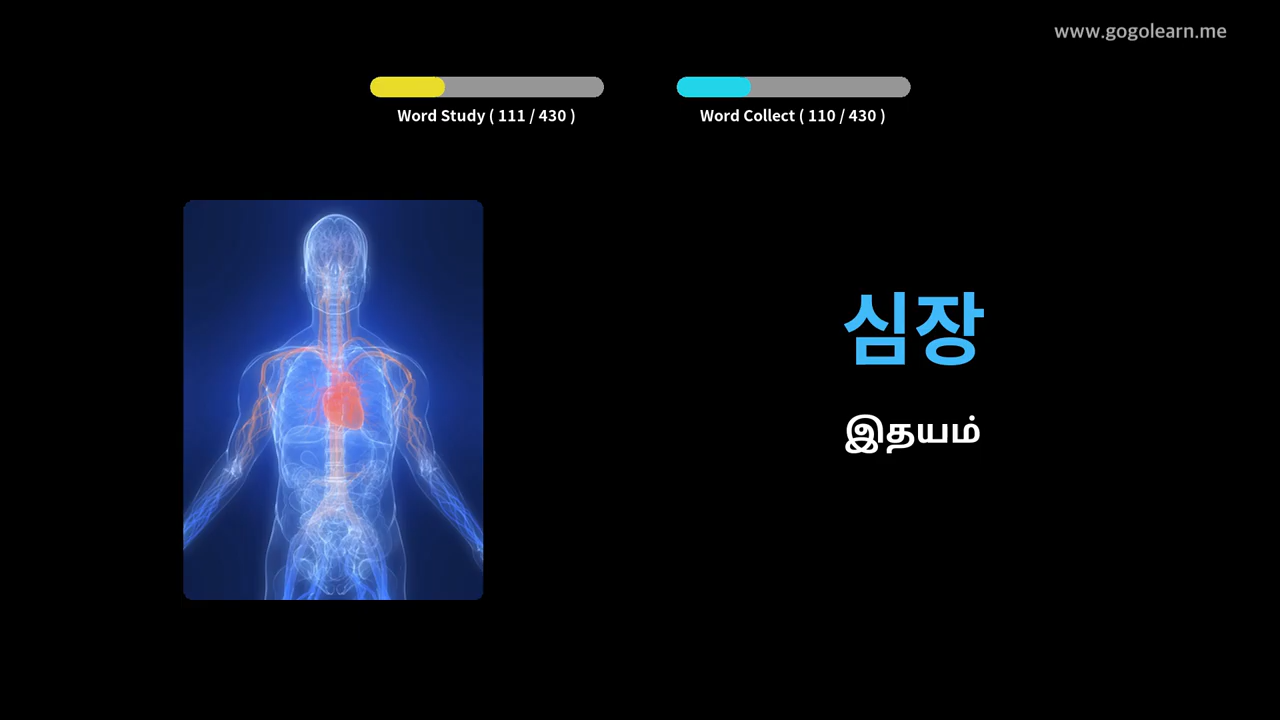 www.gogolearn.me
Word Study ( 111 / 430 )
Word Collect ( 110 / 430 )
심장
இதயம்